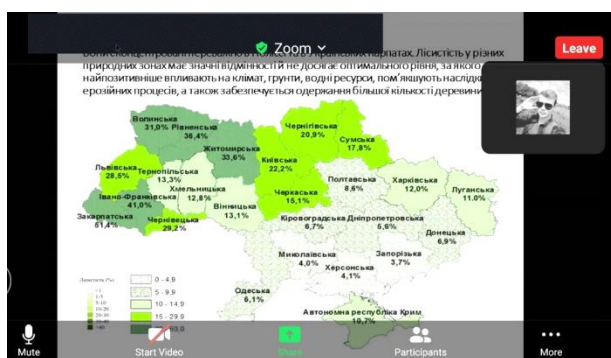 Zoom
Leave
природних зонах має значні відмінності й не досягає оптимального рівня, за якого
найпозитивніше впливають на клімат, ґрунти, водні ресурси, пом'якшують наслідк
ерозійних процесів, а також забезпечується одержання більшої кількості деревини
Волинська
31,0%
Рівненська
36,4%
Житомирська
33,6%
Чернігівська
20,9%
Сумська
17,8%
Київська
22,2%
Львівська
28,5%
Тернопільська
13,3%
Хмельницька
12,8%
Івано-Франківська
41,0%
Закарпатська
51,4%
Чернівецька
29,2%
Вінницька
13,1%
Черкаська
15,1%
Полтавська
8,6%
Харківська
12,0%
Луганська
11.0%
Кіровоградська
6,7%
Дніпропетровська
5,6%
Донецька
6,9%
Миколаївська
4,0%
Запорізька
3,7%
Херсонська
4,1%
Одеська
6,1%
Автономна республіка Крим
10,7%
0 - 4,9
5 - 9,9
10 - 14,9
15 - 29,9
Mute
Start Video
Share
Participants
More